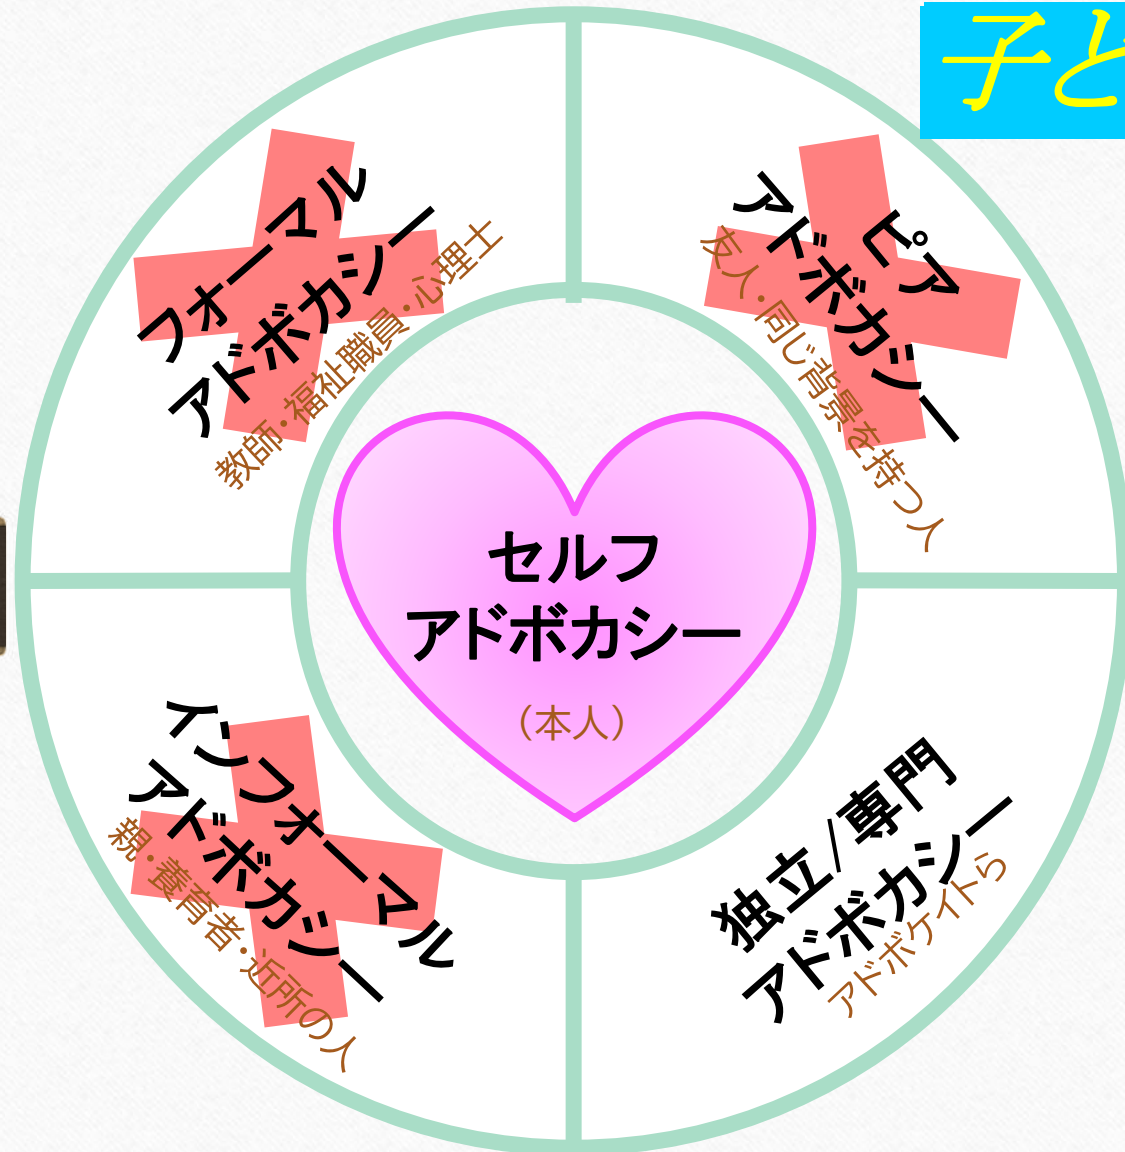 子ど
フォーマル
アドボカシー
教師・福祉職員・心理士
ピア
アドボカシー
友人・同じ背景を持つ人
セルフ
アドボカシー
（本人）
インフォーマル
アドボカシー
親・養育者・近所の人
独立/専門
アドボカシー
アドボケイトら